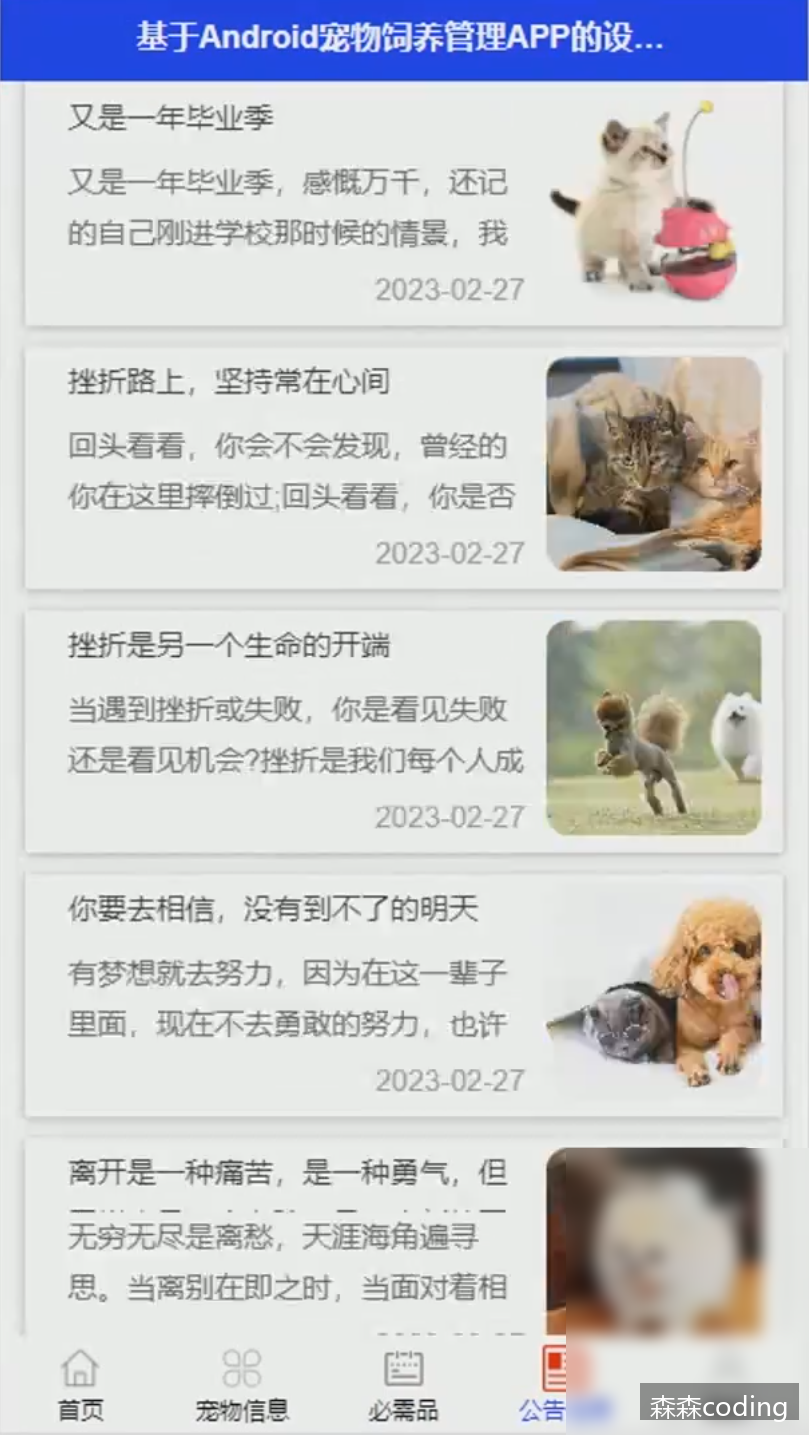 基于Android宠物饲养管理APP的设...
又是一年毕业季
又是一年毕业季，感慨万千，还记
的自己刚进学校那时候的情景，我
2023-02-27
挫折路上，坚持常在心间
回头看看，你会不会发现，曾经的
你在这里摔倒过;回头看看，你是否
2023-02-27
挫折是另一个生命的开端
当遇到挫折或失败，你是看见失败
还是看见机会?挫折是我们每个人成
2023-02-27
你要去相信，没有到不了的明天
有梦想就去努力，因为在这一辈子
里面，现在不去勇敢的努力，也许
2023-02-27
离开是一种痛苦，是一种勇气，但
无穷无尽是离愁，天涯海角遍寻
思。当离别在即之时，当面对着相
首页
宠物信息
必需品
公告
森森coding